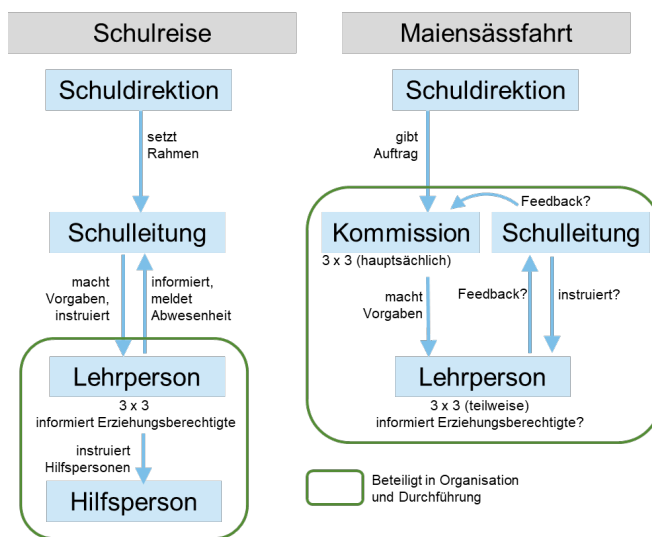 Schulreise
Schuldirektion
setzt
Rahmen
Schulleitung
macht
Vorgaben,
instruiert
informiert,
meldet
Abwesenheit
Lehrperson
3 x 3
informiert Erziehungsberechtigte
instruiert
Hilfspersonen
Hilfsperson
Maiensässfahrt
Schuldirektion
gibt
Auftrag
Feedback?
Kommission
Schulleitung
3 x 3 (hauptsächlich)
macht
Vorgaben
Feedback?
instruiert?
Lehrperson
3 x 3 (teilweise)
informiert Erziehungsberechtigte?
Beteiligt in Organisation
und Durchführung